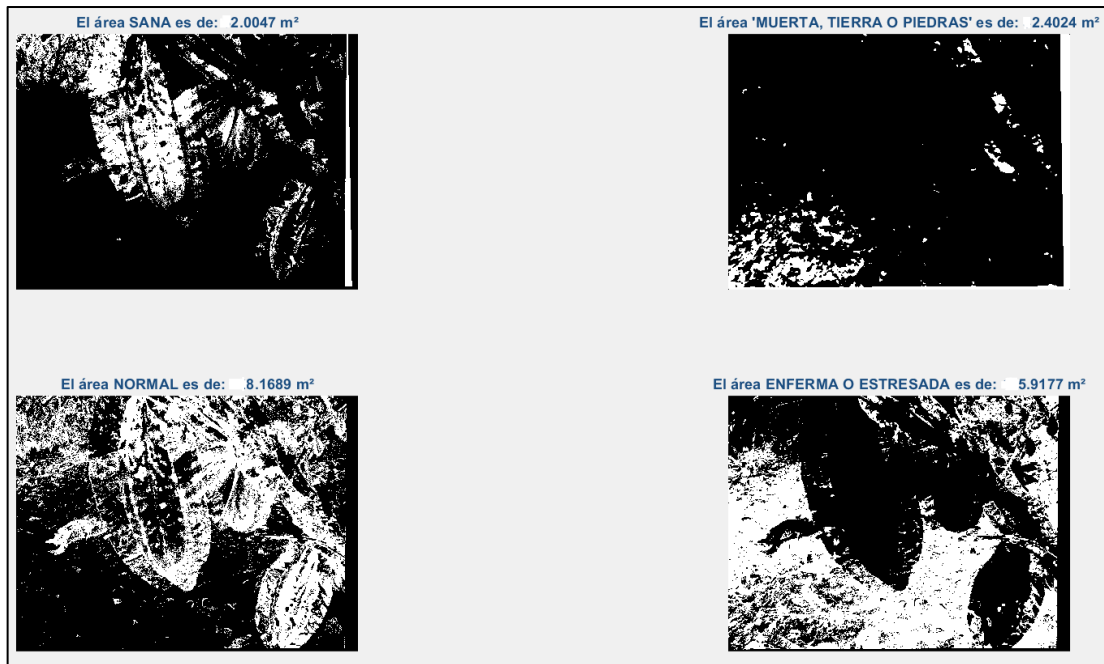 El área SANA es de: 2.0047 m²
El área 'MUERTA, TIERRA O PIEDRAS' es de: 2.4024 m²
El área NORMAL es de: .8.1689 m²
El área ENFERMA O ESTRESADA es de: 5.9177 m²